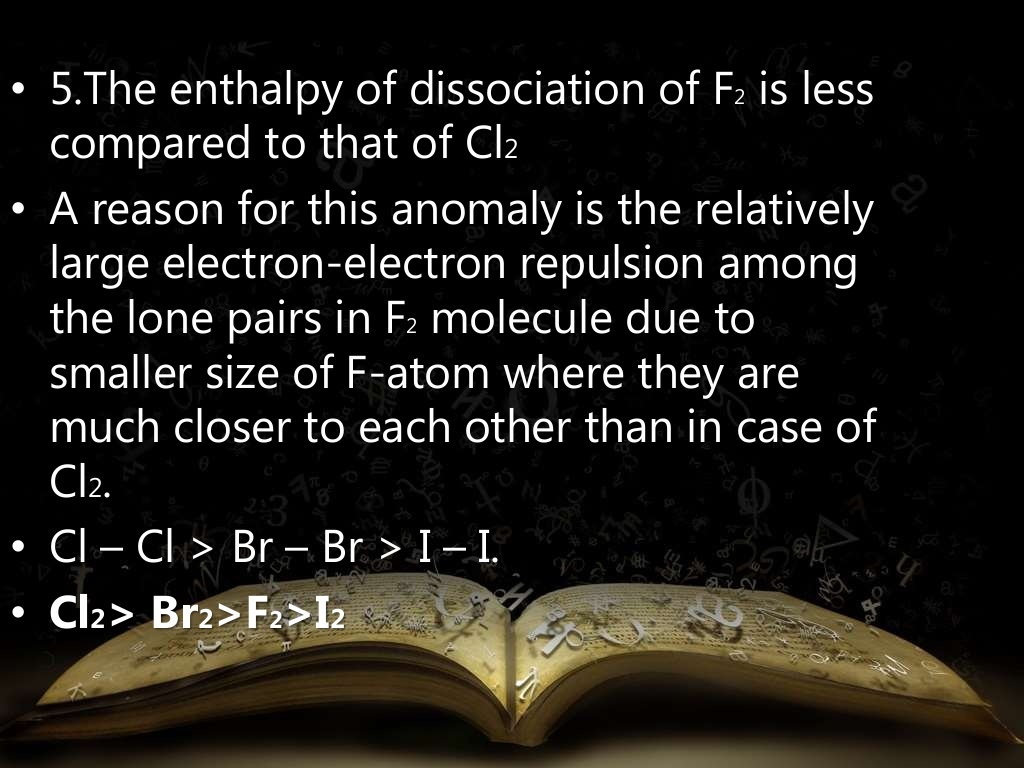 • 5.The enthalpy of dissociation of F₂ is less
compared to that of Cl₂
• A reason for this anomaly is the relatively
large electron-electron repulsion among
the lone pairs in F₂ molecule due to
smaller size of F-atom where they are
much closer to each other than in case of
Cl₂.
• Cl – Cl > Br – Br > I – I.
• Cl₂> Br₂>F₂>I₂